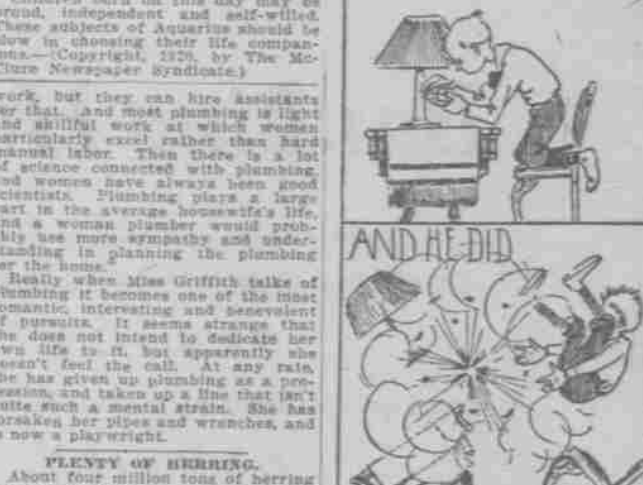 children born on this day may be
proud, independent and self-willed.
These subjects of Aquarius should be
slow in choosing their life compan-
ions.—(Copyright, 1920, by The Mc-
Clure Newspaper Syndicate.)
work, but they can hire assistants
for that. And most plumbing is light
and skillful work at which women
particularly excel rather than hard
manual labor. Then there is a lot
of science connected with plumbing,
and women have always been good
scientists. Plumbing plays a large
part in the average housewife's life,
and a woman plumber would prob-
ably use more sympathy and under-
standing in planning the plumbing
for the home.
Really when Miss Griffith talks of
plumbing it becomes one of the most
romantic, interesting and benevolent
of pursuits. It seems strange that
she does not intend to dedicate her
own life to it, but apparently she
doesn't feel the call. At any rain,
she has given up plumbing as a pro-
fession, and taken up a line that isn't
quite such a mental strain. She has
forsaken her pipes and wrenches, and
is now a playwright.
PLENTY OF HERRING.
About four million tons of herring
AND HE DID